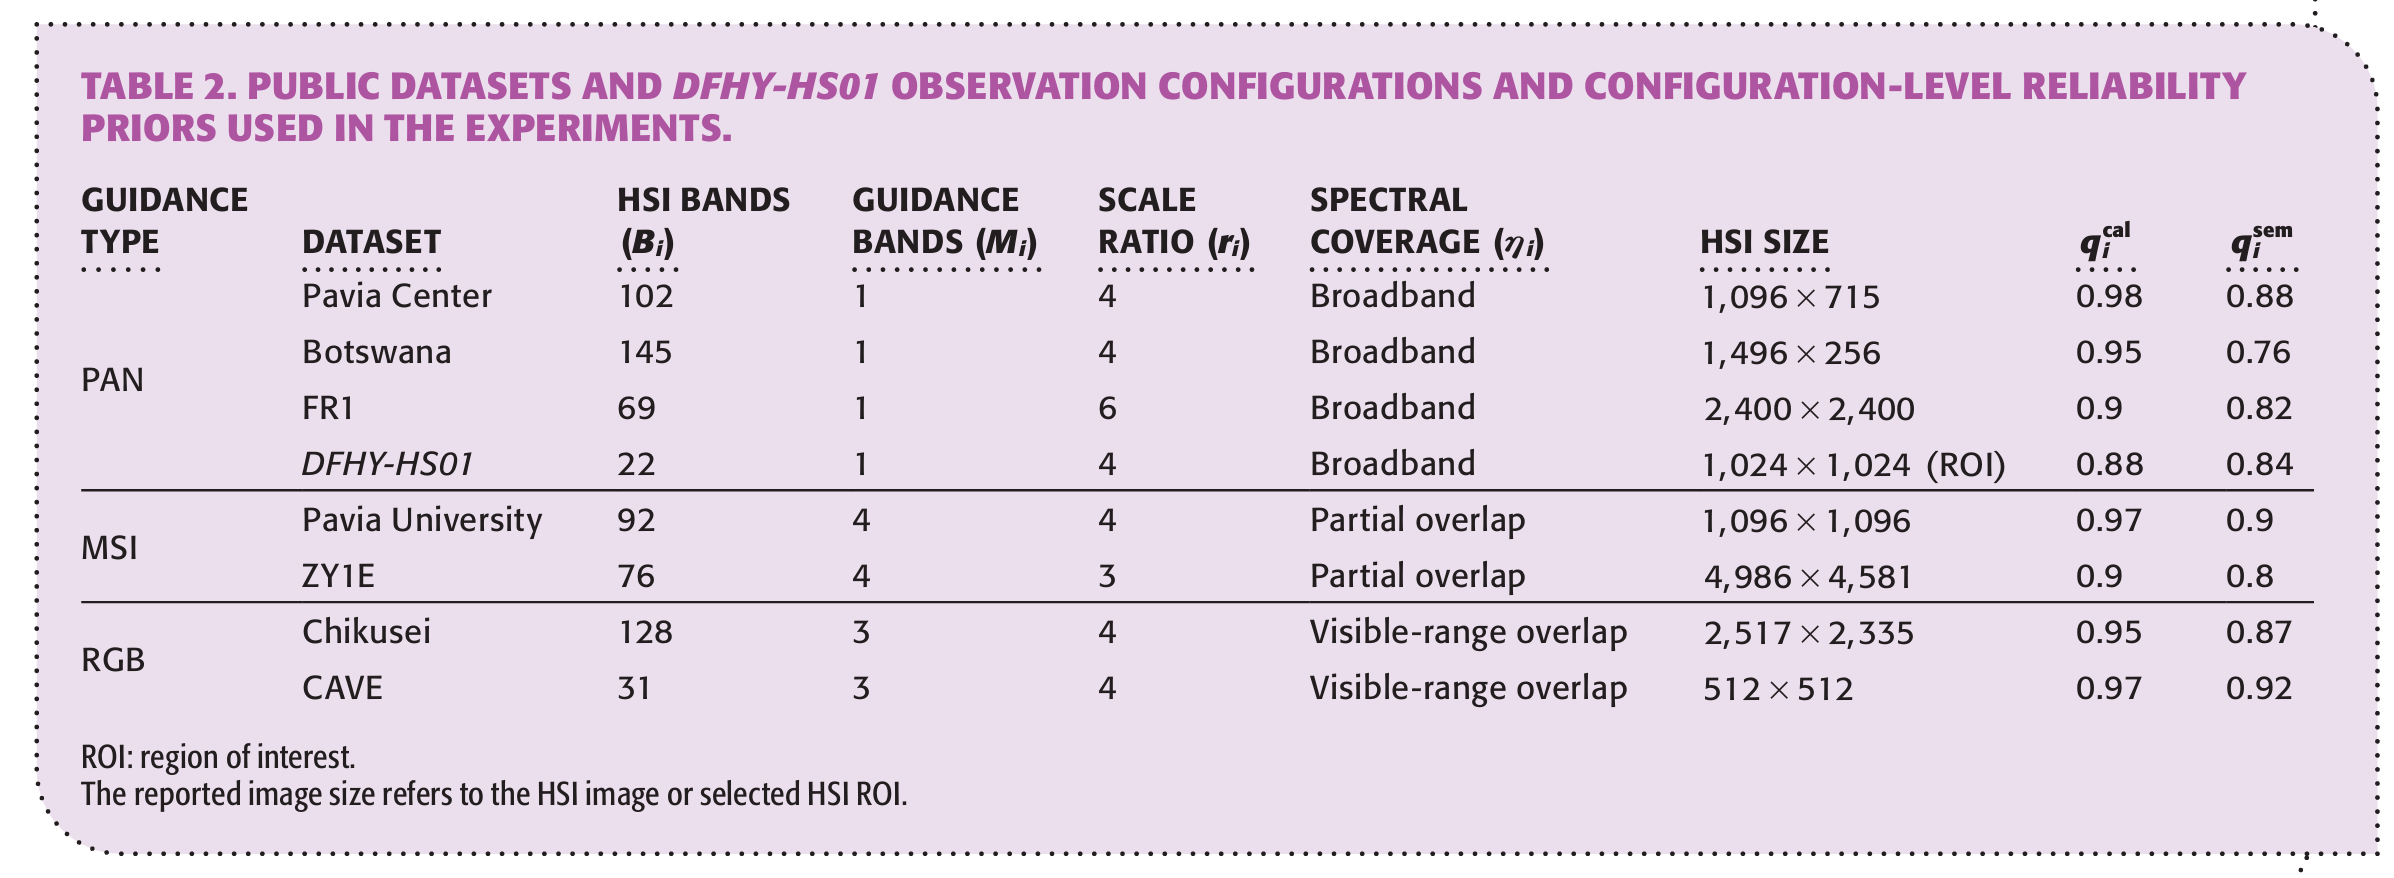 TABLE 2. PUBLIC DATASETS AND DFHY-HS01 OBSERVATION CONFIGURATIONS AND CONFIGURATION-LEVEL RELIABILITY
PRIORS USED IN THE EXPERIMENTS.
GUIDANCE TYPE DATASET HSI BANDS (Bi) GUIDANCE BANDS (Mi) SCALE RATIO (ri) SPECTRAL COVERAGE (ηi) HSI SIZE qi^cal qi^sem
PAN Pavia Center 102 1 4 Broadband 1,096 × 715 0.98 0.88
Botswana 145 1 4 Broadband 1,496 × 256 0.95 0.76
FR1 69 1 6 Broadband 2,400 × 2,400 0.9 0.82
DFHY-HS01 22 1 4 Broadband 1,024 × 1,024 (ROI) 0.88 0.84
MSI Pavia University 92 4 4 Partial overlap 1,096 × 1,096 0.97 0.9
ZY1E 76 4 3 Partial overlap 4,986 × 4,581 0.9 0.8
RGB Chikusei 128 3 4 Visible-range overlap 2,517 × 2,335 0.95 0.87
CAVE 31 3 4 Visible-range overlap 512 × 512 0.97 0.92
ROI: region of interest.
The reported image size refers to the HSI image or selected HSI ROI.